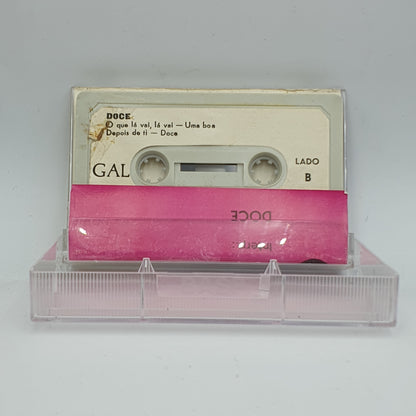 DOCE
O que lá vai, lá vai — Uma boa
Depois de ti — Doce
GAL
LADO
B
DOCE